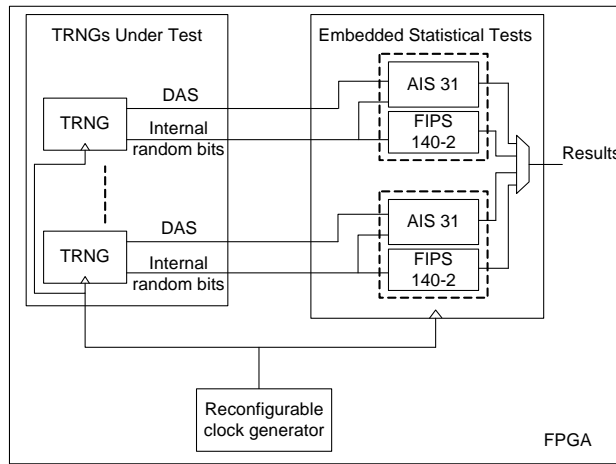 TRNGs Under Test
Embedded Statistical Tests
DAS
AIS 31
TRNG
Internal
random bits
FIPS
140-2
Results
DAS
AIS 31
TRNG
Internal
random bits
FIPS
140-2
Reconfigurable
clock generator
FPGA